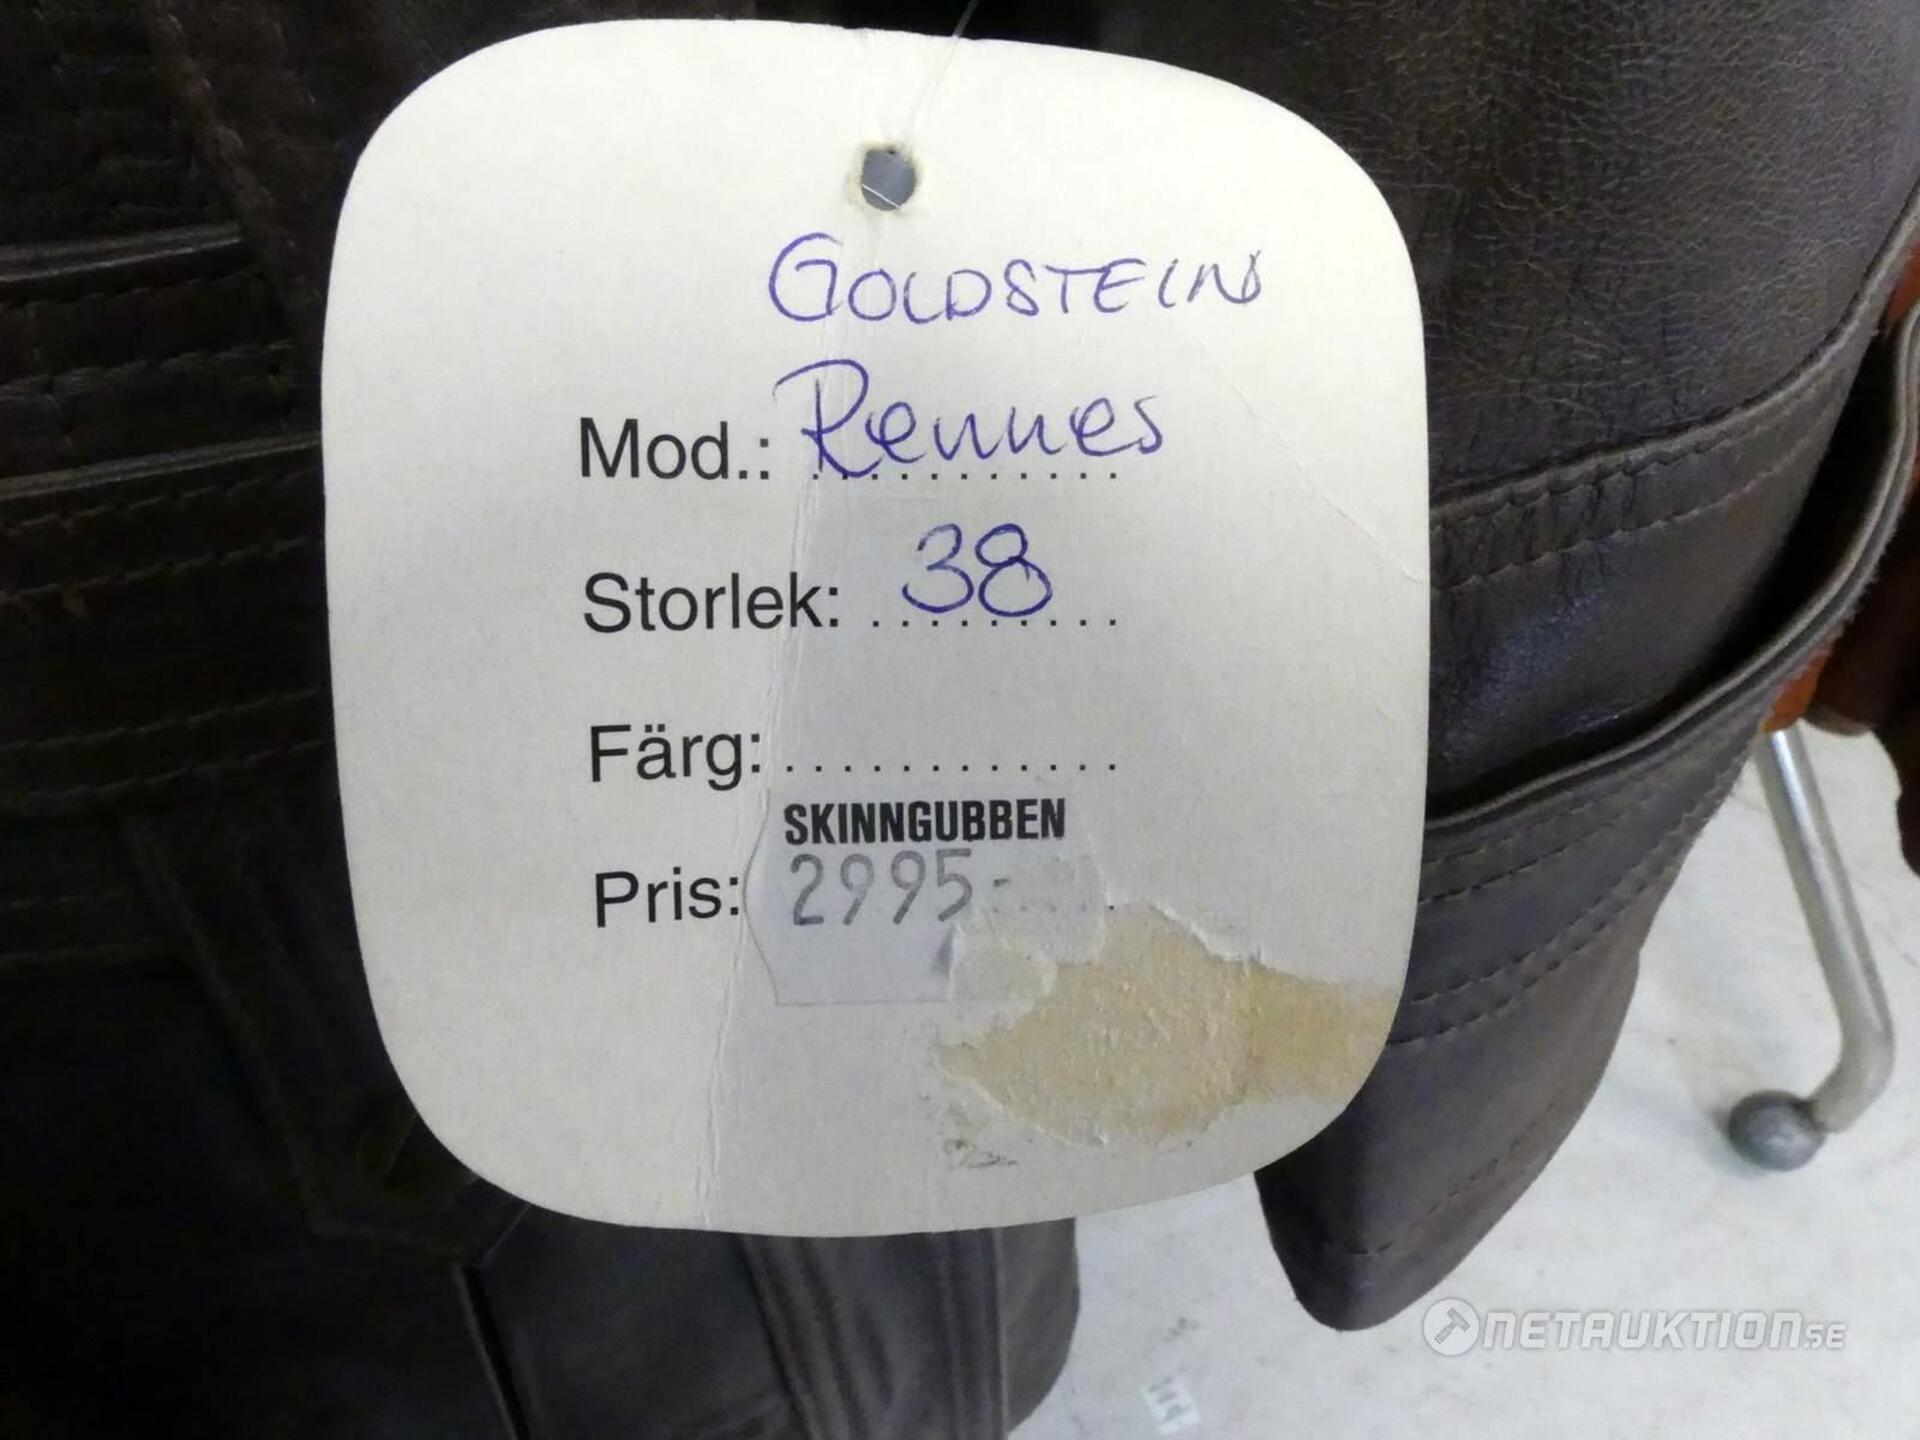 GOLDSTEIN
Mod.: Rennes
Storlek: 38
Färg:.............
SKINNGUBBEN
Pris: 2995:-
NETAUKTION.SE